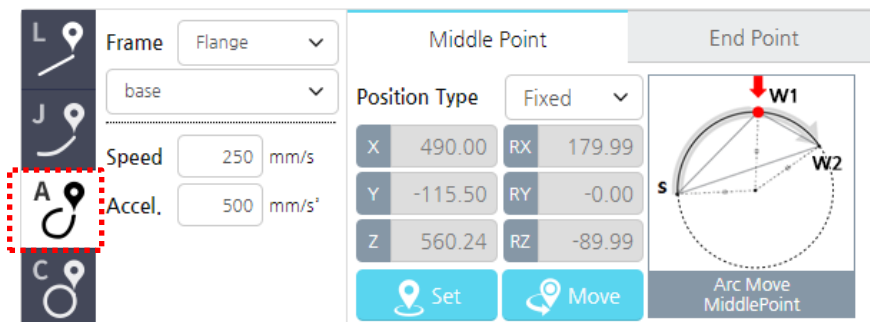 L
J
A
C
Frame
Flange
base
Speed
250 mm/s
Accel.
500 mm/s²
Middle Point
End Point
Position Type
Fixed
X 490.00 RX 179.99
Y -115.50 RY -0.00
Z 560.24 RZ -89.99
Set
Move
W1
W2
s
Arc Move
MiddlePoint